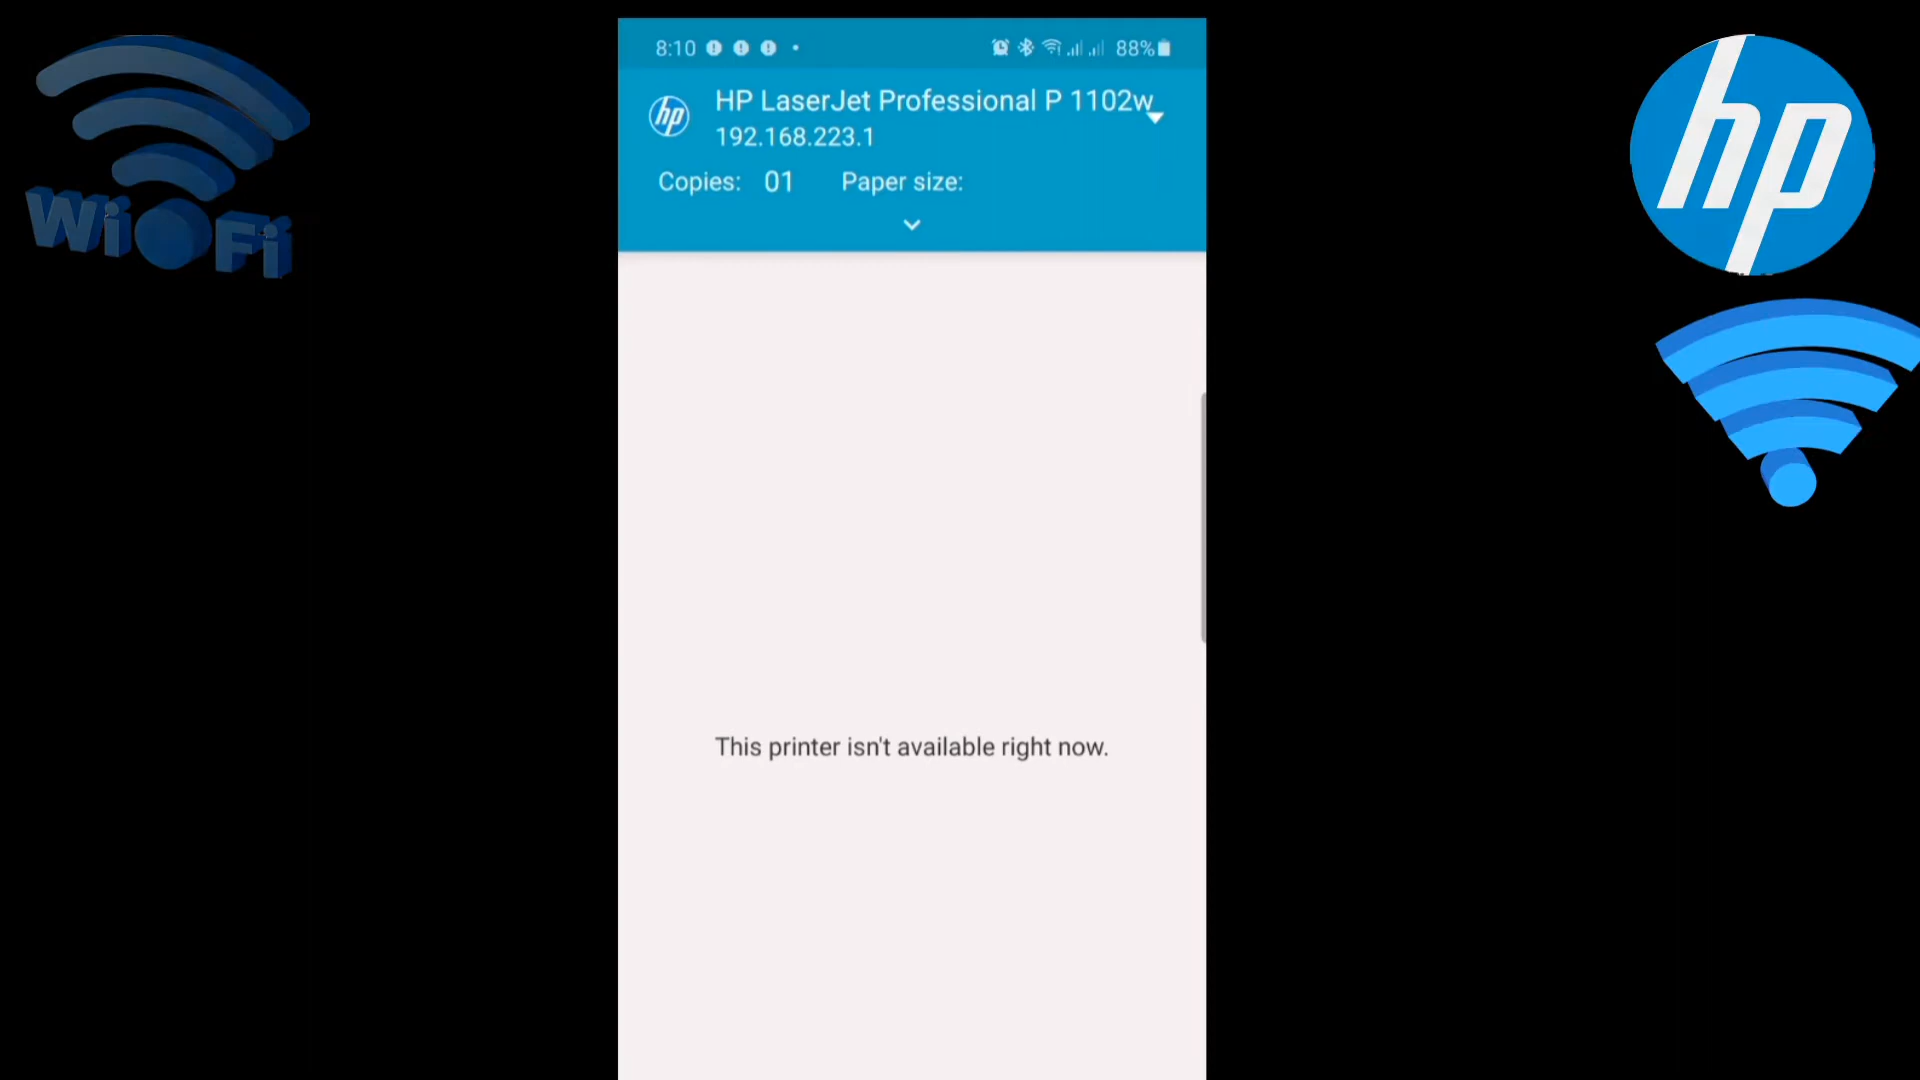 WiFi
8:10 88%
HP LaserJet Professional P 1102w
192.168.223.1
Copies: 01 Paper size:
This printer isn't available right now.
hp
hp